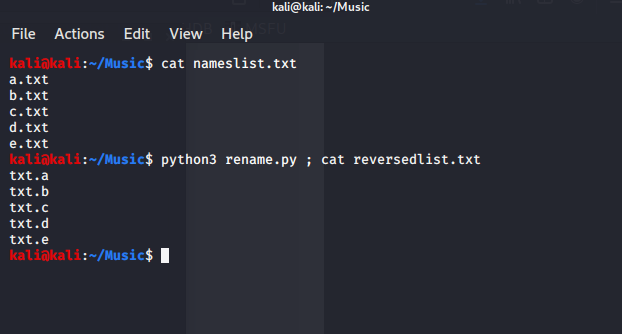 kali@kali: ~/Music
File Actions Edit View Help
kali@kali:~/Music$ cat nameslist.txt
a.txt
b.txt
c.txt
d.txt
e.txt
kali@kali:~/Music$ python3 rename.py ; cat reversedlist.txt
txt.a
txt.b
txt.c
txt.d
txt.e
kali@kali:~/Music$